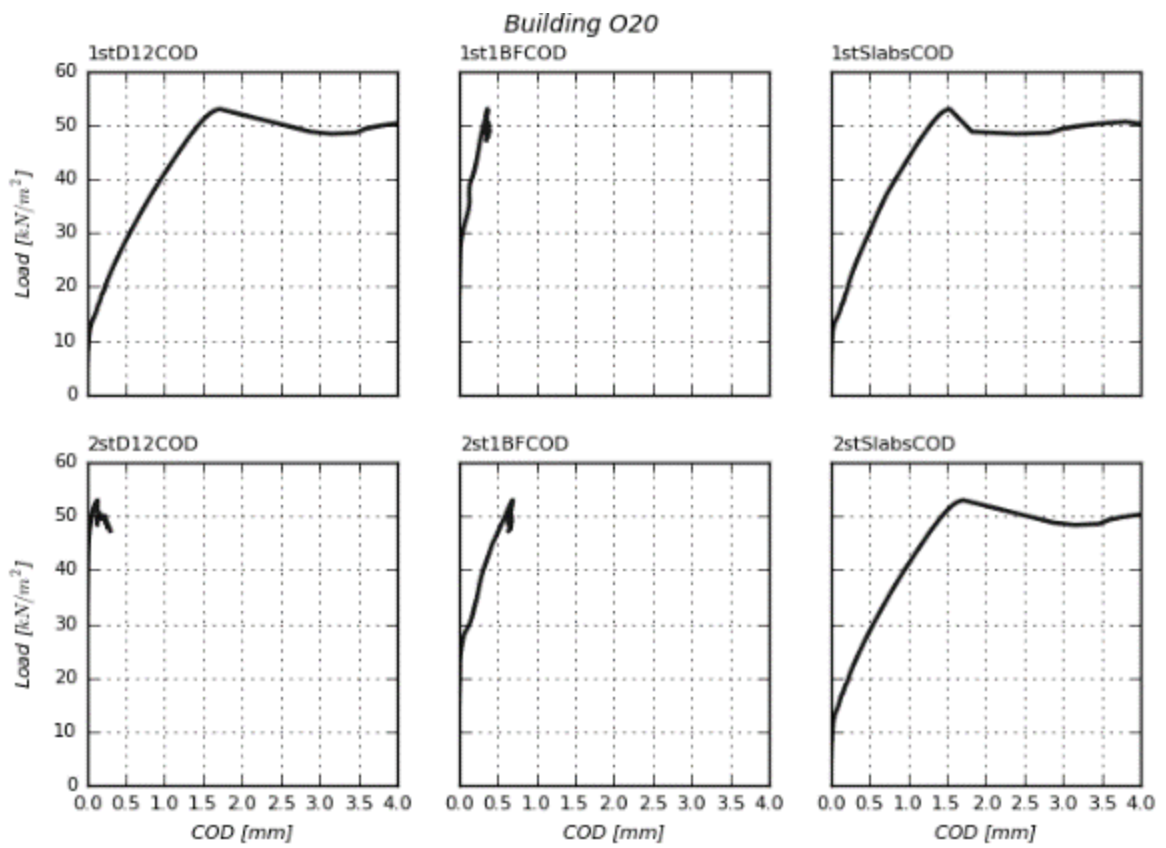 Building O20
1stD12COD
1st1BFCOD
1stSlabsCOD
60
50
40
30
20
10
0
Load [kN/m²]
2stD12COD
2st1BFCOD
2stSlabsCOD
60
50
40
30
20
10
0
Load [kN/m²]
0.0 0.5 1.0 1.5 2.0 2.5 3.0 3.5 4.0
0.0 0.5 1.0 1.5 2.0 2.5 3.0 3.5 4.0
0.0 0.5 1.0 1.5 2.0 2.5 3.0 3.5 4.0
COD [mm]
COD [mm]
COD [mm]